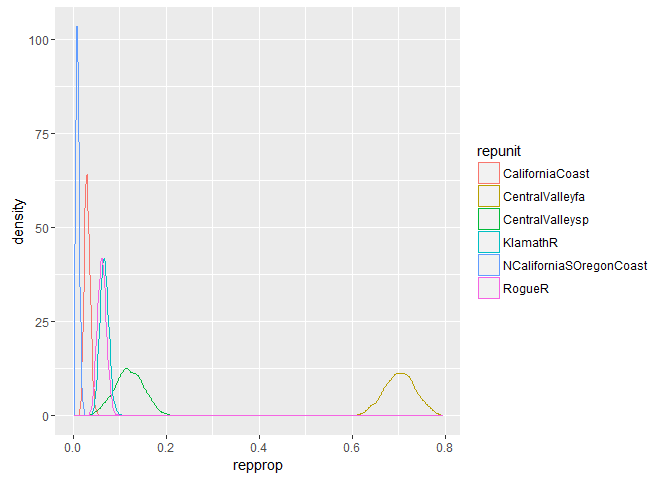 100
75
50
25
0
density
0.0 0.2 0.4 0.6 0.8
repprop
repunit
CaliforniaCoast
CentralValleyfa
CentralValleysp
KlamathR
NCaliforniaSOregonCoast
RogueR